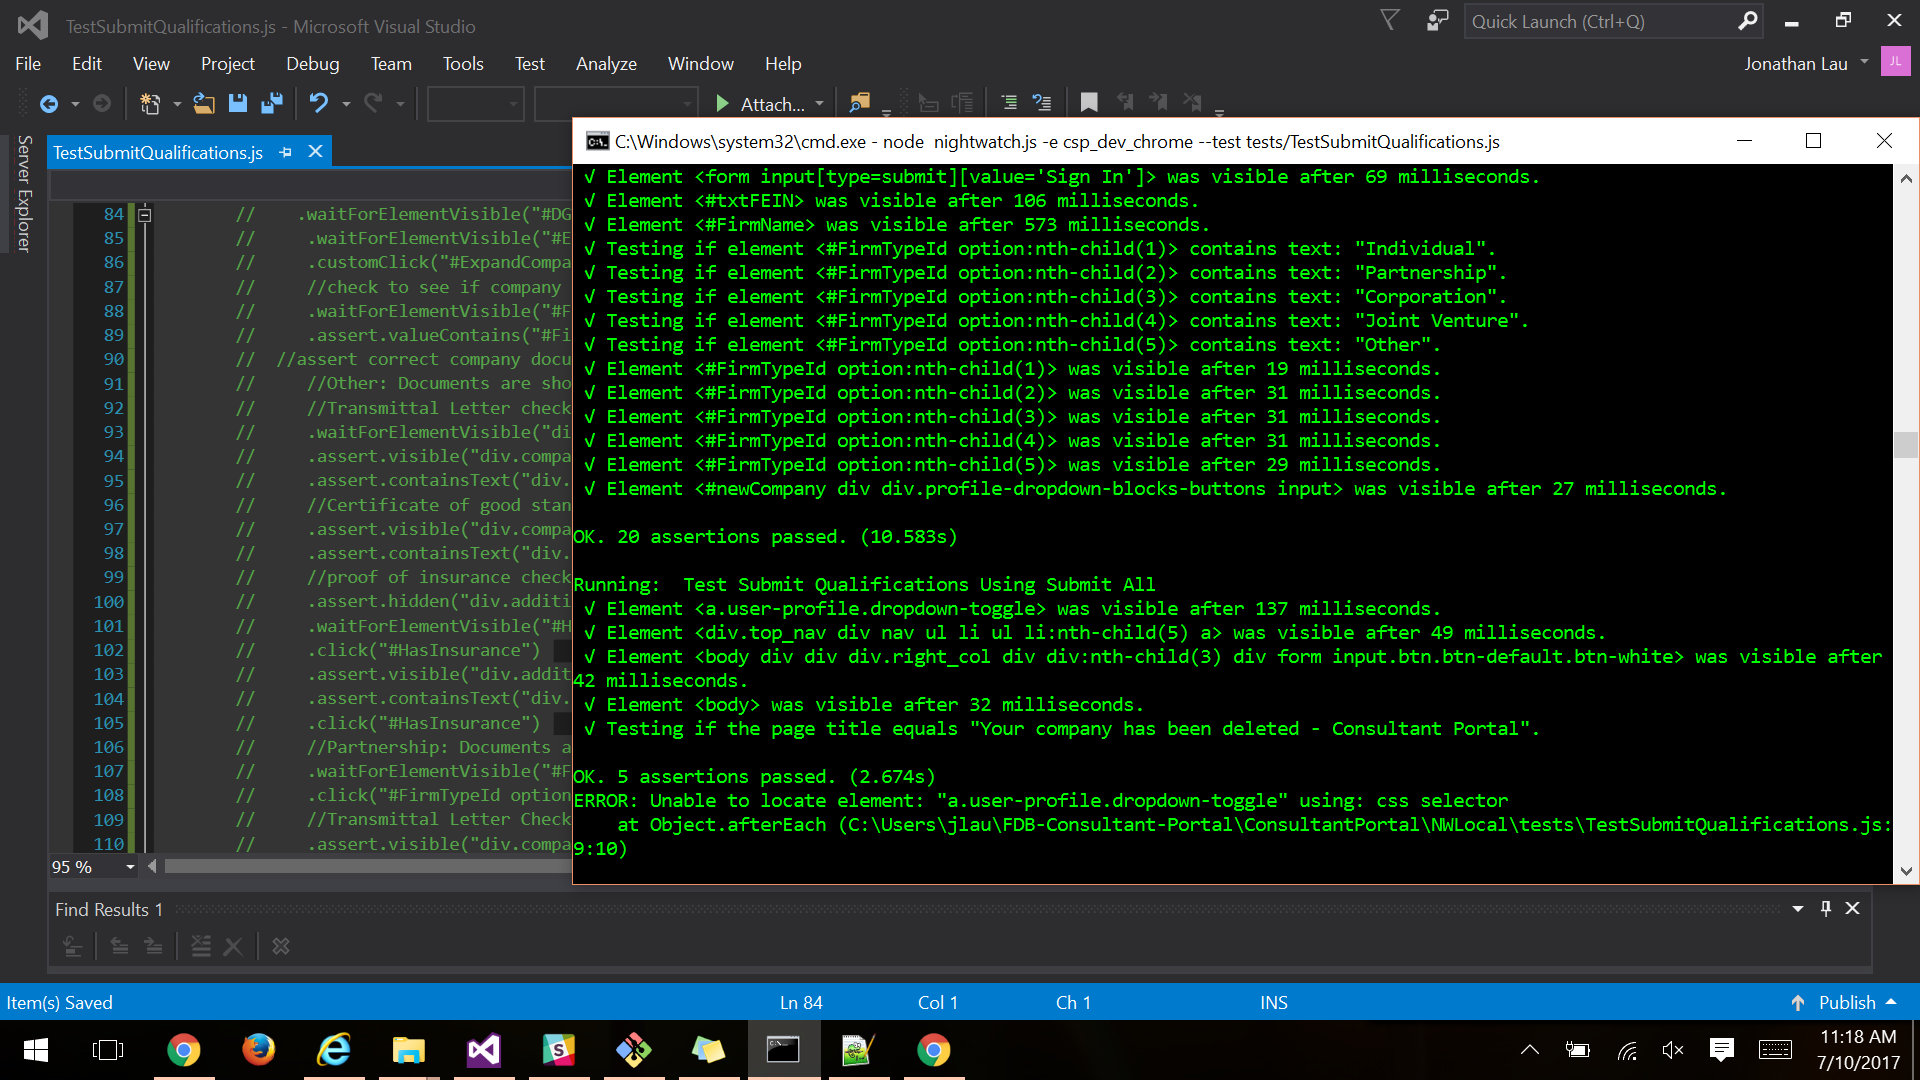 TestSubmitQualifications.js - Microsoft Visual Studio
Quick Launch (Ctrl+Q)
File Edit View Project Debug Team Tools Test Analyze Window Help
Jonathan Lau
JL
Attach...
Server Explorer
TestSubmitQualifications.js
84 // .waitForElementVisible("#DG
85 // .waitForElementVisible("#E
86 // .customClick("#ExpandCompa
87 // //check to see if company
88 // .waitForElementVisible("#F
89 // .assert.valueContains("#Fi
90 // //assert correct company docu
91 // //Other: Documents are sho
92 // //Transmittal Letter check
93 // .waitForElementVisible("di
94 // .assert.visible("div.compa
95 // .assert.containsText("div.
96 // //Certificate of good stan
97 // .assert.visible("div.compa
98 // .assert.containsText("div.
99 // //proof of insurance check
100 // .assert.hidden("div.additi
101 // .waitForElementVisible("#H
102 // .click("#HasInsurance")
103 // .assert.visible("div.addit
104 // .assert.containsText("div.
105 // .click("#HasInsurance")
106 // //Partnership: Documents a
107 // .waitForElementVisible("#F
108 // .click("#FirmTypeId option
109 // //Transmittal Letter Check
110 // .assert.visible("div.compa
95 %
C:\Windows\system32\cmd.exe - node  nightwatch.js -e csp_dev_chrome --test tests/TestSubmitQualifications.js
√ Element <form input[type=submit][value='Sign In']> was visible after 69 milliseconds.
√ Element <#txtFEIN> was visible after 106 milliseconds.
√ Element <#FirmName> was visible after 573 milliseconds.
√ Testing if element <#FirmTypeId option:nth-child(1)> contains text: "Individual".
√ Testing if element <#FirmTypeId option:nth-child(2)> contains text: "Partnership".
√ Testing if element <#FirmTypeId option:nth-child(3)> contains text: "Corporation".
√ Testing if element <#FirmTypeId option:nth-child(4)> contains text: "Joint Venture".
√ Testing if element <#FirmTypeId option:nth-child(5)> contains text: "Other".
√ Element <#FirmTypeId option:nth-child(1)> was visible after 19 milliseconds.
√ Element <#FirmTypeId option:nth-child(2)> was visible after 31 milliseconds.
√ Element <#FirmTypeId option:nth-child(3)> was visible after 31 milliseconds.
√ Element <#FirmTypeId option:nth-child(4)> was visible after 31 milliseconds.
√ Element <#FirmTypeId option:nth-child(5)> was visible after 29 milliseconds.
√ Element <#newCompany div div.profile-dropdown-blocks-buttons input> was visible after 27 milliseconds.
OK. 20 assertions passed. (10.583s)
Running:  Test Submit Qualifications Using Submit All
√ Element <a.user-profile.dropdown-toggle> was visible after 137 milliseconds.
√ Element <div.top_nav div nav ul li ul li:nth-child(5) a> was visible after 49 milliseconds.
√ Element <body div div div.right_col div div:nth-child(3) div form input.btn.btn-default.btn-white> was visible after
42 milliseconds.
√ Element <body> was visible after 32 milliseconds.
√ Testing if the page title equals "Your company has been deleted - Consultant Portal".
OK. 5 assertions passed. (2.674s)
ERROR: Unable to locate element: "a.user-profile.dropdown-toggle" using: css selector
at Object.afterEach (C:\Users\jlau\FDB-Consultant-Portal\ConsultantPortal\NWLocal\tests\TestSubmitQualifications.js:
9:10)
Find Results 1
Item(s) Saved
Ln 84
Col 1
Ch 1
INS
Publish
11:18 AM
7/10/2017